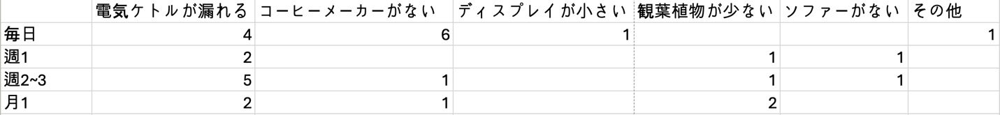 電気ケトルが漏れる コーヒーメーカーがない ディスプレイが小さい 観葉植物が少ない ソファーがない その他
毎日 4 6 1 1
週1 2 1 1
週2~3 5 1 1 1
月1 2 1 2